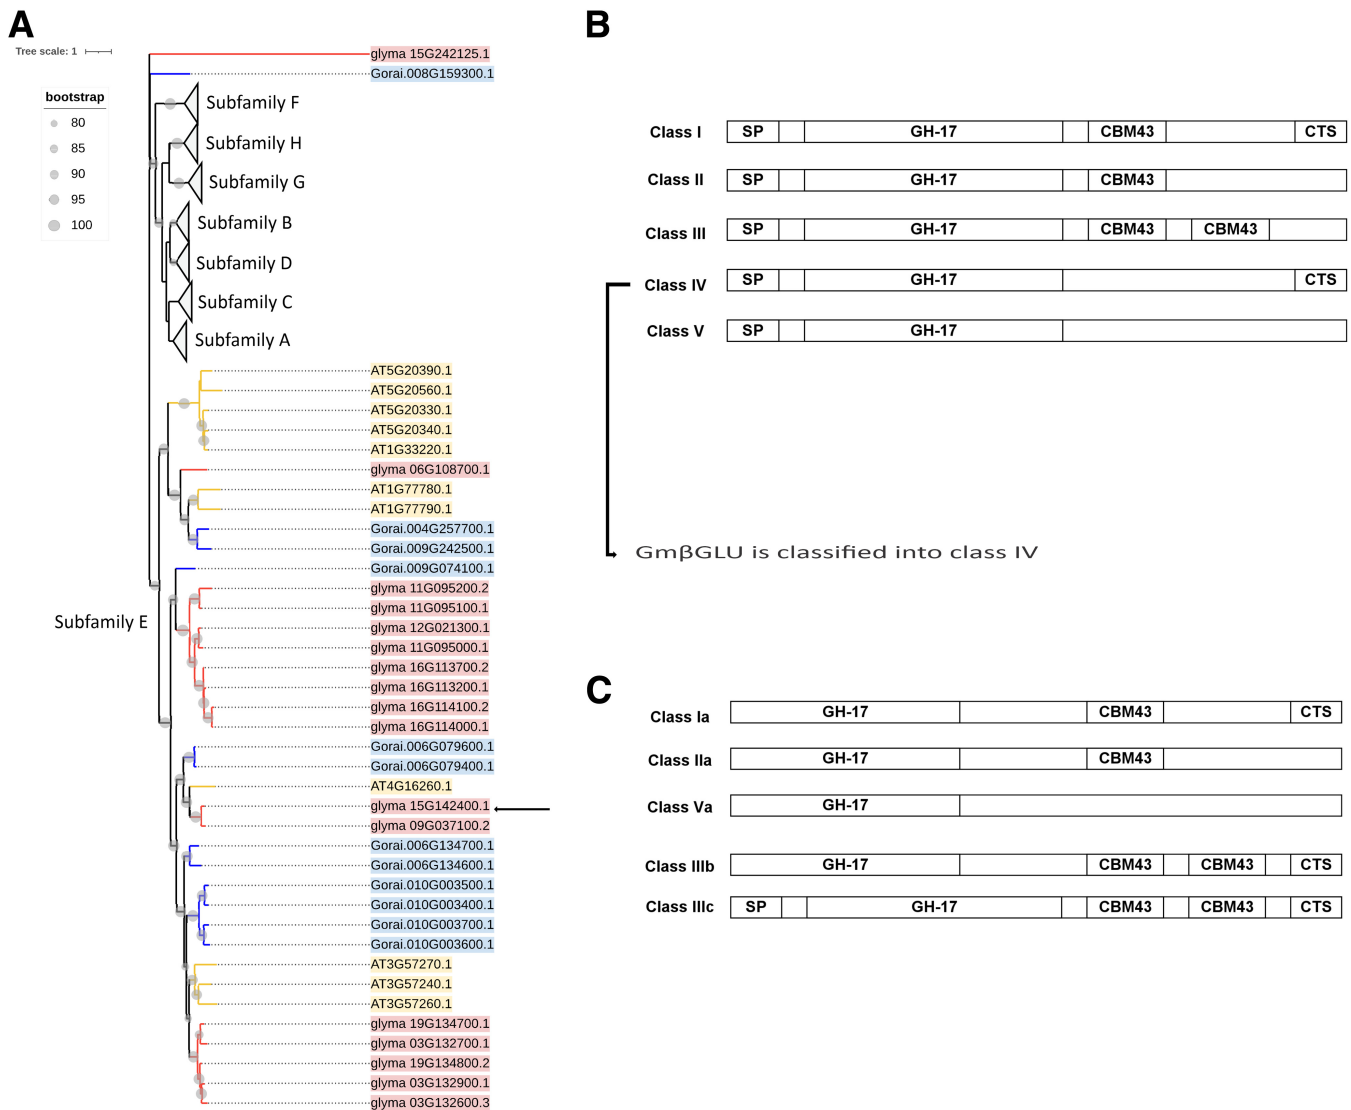 A
Tree scale: 1
bootstrap
80
85
90
95
100
glyma 15G242125.1
Gorai.008G159300.1
Subfamily F
Subfamily H
Subfamily G
Subfamily B
Subfamily D
Subfamily C
Subfamily A
AT5G20390.1
AT5G20560.1
AT5G20330.1
AT5G20340.1
AT1G33220.1
glyma 06G108700.1
AT1G77780.1
AT1G77790.1
Gorai.004G257700.1
Gorai.009G242500.1
Gorai.009G074100.1
glyma 11G095200.2
glyma 11G095100.1
Subfamily E
glyma 12G021300.1
glyma 11G095000.1
glyma 16G113700.2
glyma 16G113200.1
glyma 16G114100.2
glyma 16G114000.1
Gorai.006G079600.1
Gorai.006G079400.1
AT4G16260.1
glyma 15G142400.1
glyma 09G037100.2
Gorai.006G134700.1
Gorai.006G134600.1
Gorai.010G003500.1
Gorai.010G003400.1
Gorai.010G003700.1
Gorai.010G003600.1
AT3G57270.1
AT3G57240.1
AT3G57260.1
glyma 19G134700.1
glyma 03G132700.1
glyma 19G134800.2
glyma 03G132900.1
glyma 03G132600.3
B
Class I SP GH-17 CBM43 CTS
Class II SP GH-17 CBM43
Class III SP GH-17 CBM43 CBM43
Class IV SP GH-17 CTS
Class V SP GH-17
GmβGLU is classified into class IV
C
Class Ia GH-17 CBM43 CTS
Class IIa GH-17 CBM43
Class Va GH-17
Class IIIb GH-17 CBM43 CBM43 CTS
Class IIIc SP GH-17 CBM43 CBM43 CTS